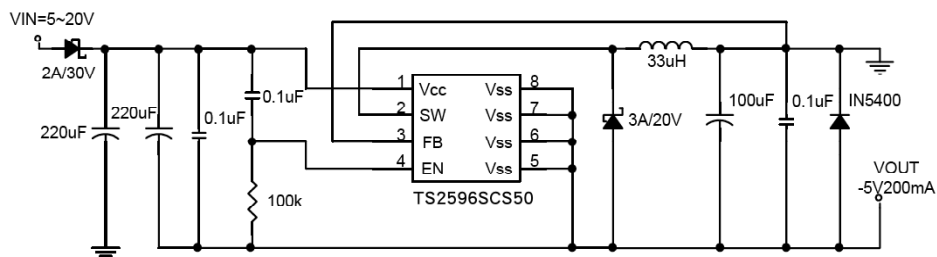 VIN=5~20V
2A/30V
220uF
220uF
0.1uF
0.1uF
100k
1 Vcc Vss 8
2 SW Vss 7
3 FB Vss 6
4 EN Vss 5
TS2596SCS50
33uH
3A/20V
100uF
0.1uF
IN5400
VOUT
-5V200mA